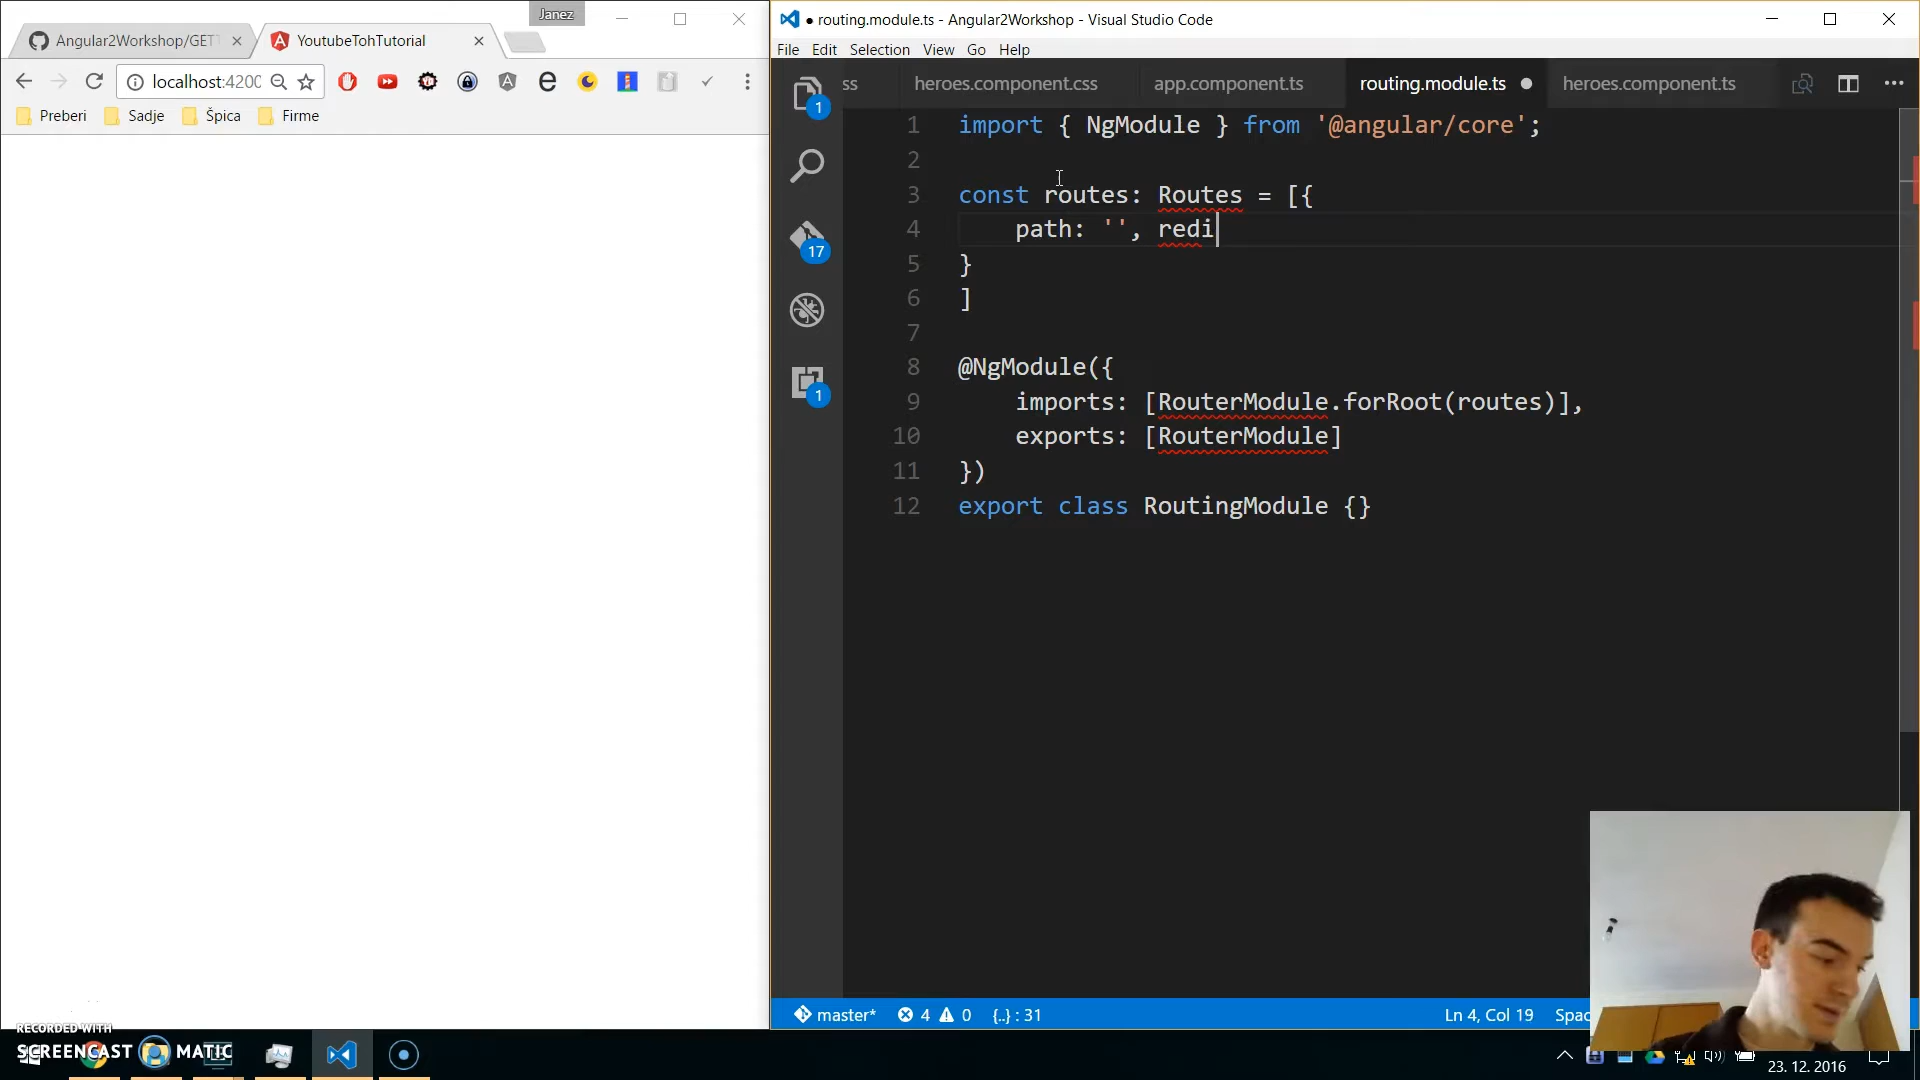 Janez
Angular2Workshop/GET
YoutubeTohTutorial
localhost:4200
Preberi
Sadje
Špica
Firme
routing.module.ts - Angular2Workshop - Visual Studio Code
File Edit Selection View Go Help
ss
heroes.component.css
app.component.ts
routing.module.ts
heroes.component.ts
1 import { NgModule } from '@angular/core';
2
3 const routes: Routes = [{
4 path: '', redi
5 }
6 ]
7
8 @NgModule({
9 imports: [RouterModule.forRoot(routes)],
10 exports: [RouterModule]
11 })
12 export class RoutingModule {}
1
17
1
master*
4
0
{..} : 31
Ln 4, Col 19
Spac
RECORDED WITH
SCREENCAST MATIC
23. 12. 2016